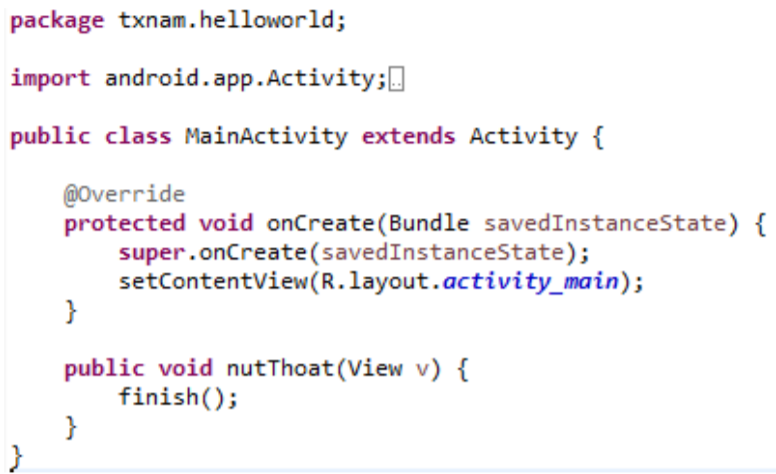 package txnam.helloworld;
import android.app.Activity;..
public class MainActivity extends Activity {
@Override
protected void onCreate(Bundle savedInstanceState) {
super.onCreate(savedInstanceState);
setContentView(R.layout.activity_main);
}
public void nutThoat(View v) {
finish();
}
}